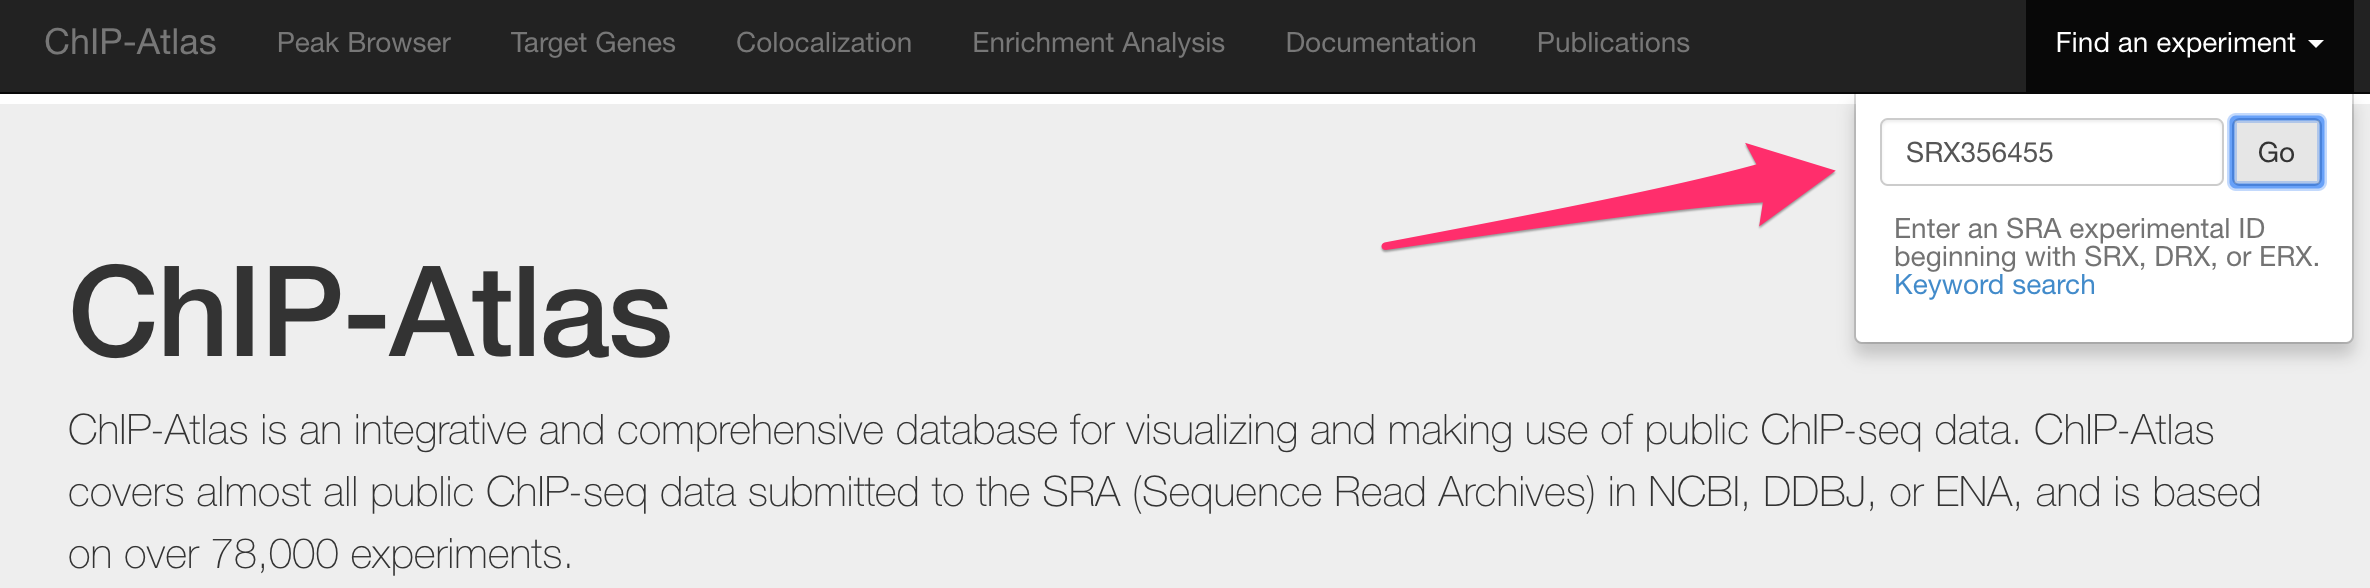 ChIP-Atlas Peak Browser Target Genes Colocalization Enrichment Analysis Documentation Publications Find an experiment
SRX356455 Go
Enter an SRA experimental ID
beginning with SRX, DRX, or ERX.
Keyword search
ChIP-Atlas
ChIP-Atlas is an integrative and comprehensive database for visualizing and making use of public ChIP-seq data. ChIP-Atlas
covers almost all public ChIP-seq data submitted to the SRA (Sequence Read Archives) in NCBI, DDBJ, or ENA, and is based
on over 78,000 experiments.